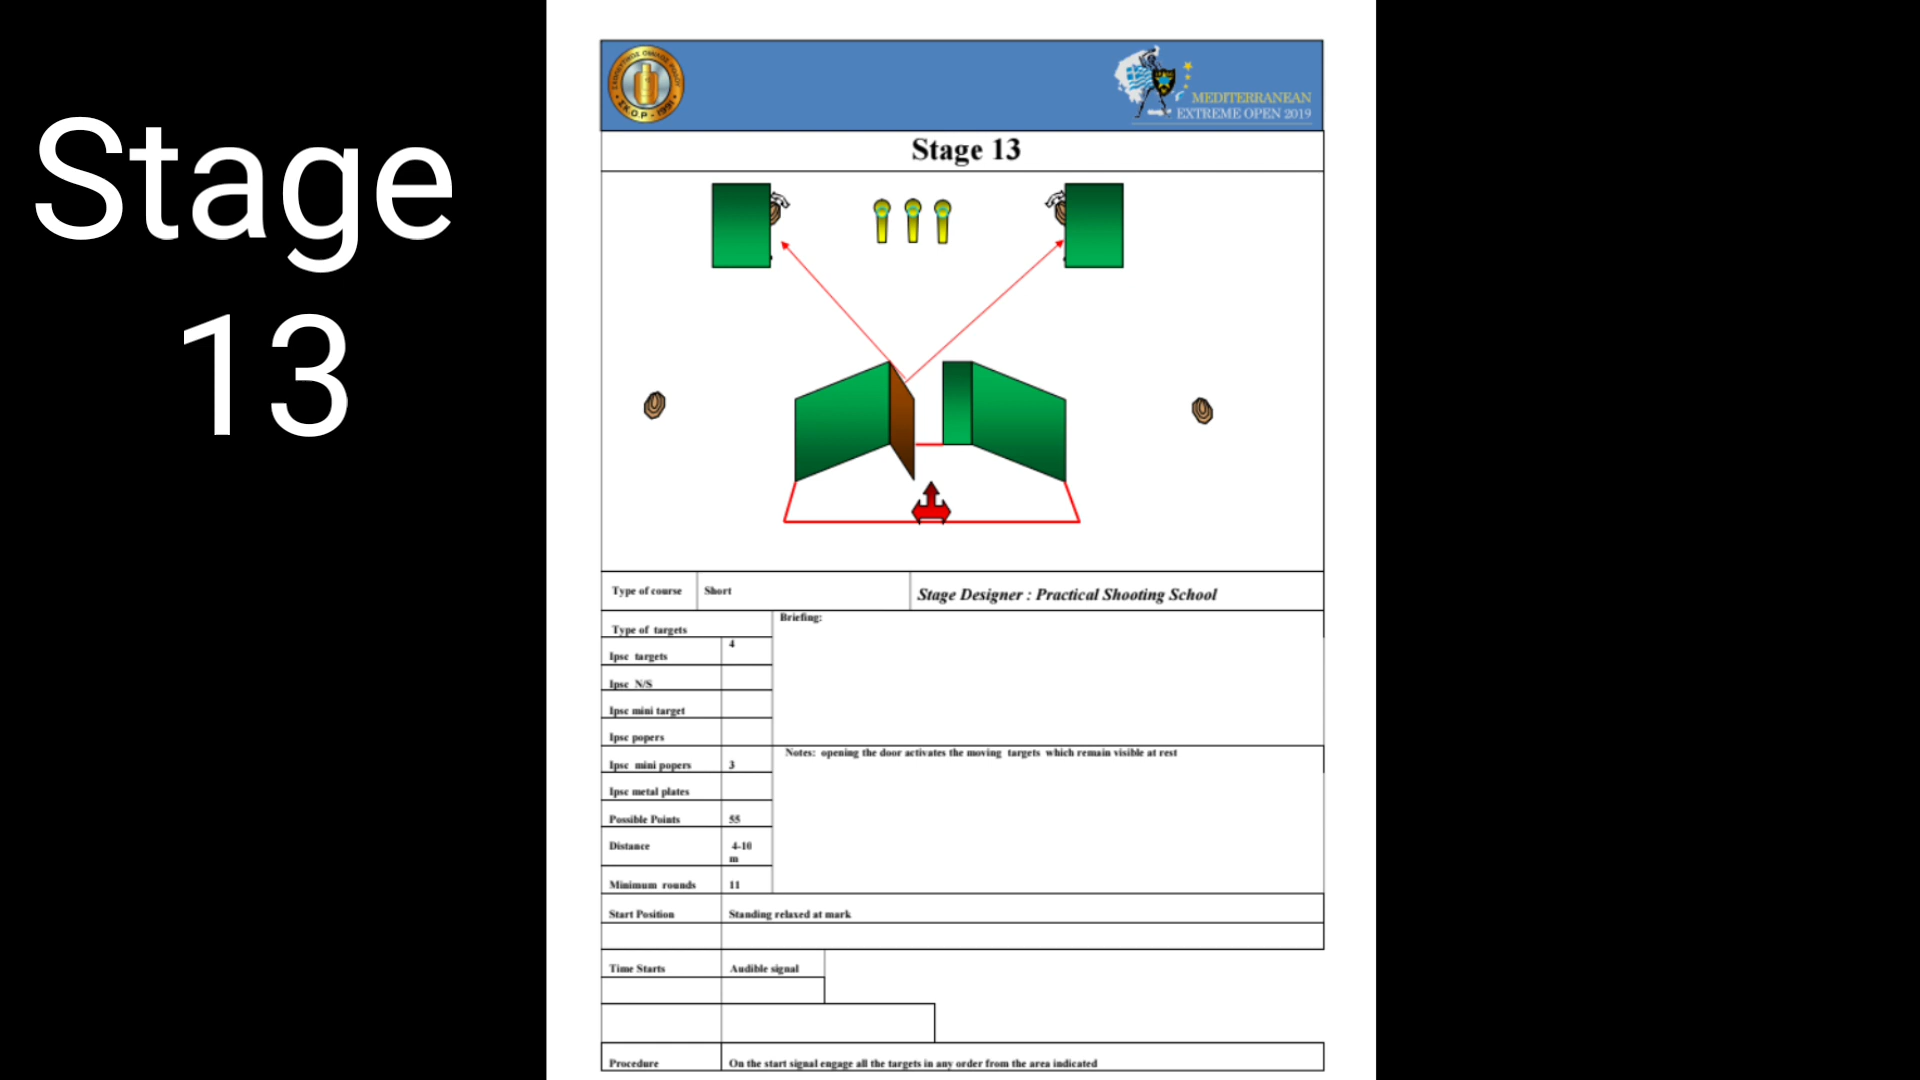 Stage
13
Σ.Κ.Ο.Ρ - 1991
MEDITERRANEAN
EXTREME OPEN 2019
Stage 13
Type of course Short Stage Designer : Practical Shooting School
Type of targets Briefing:
Ipsc targets 4
Ipsc N/S
Ipsc mini target
Ipsc popers
Notes: opening the door activates the moving targets which remain visible at rest
Ipsc mini popers 3
Ipsc metal plates
Possible Points 55
Distance 4-10
m
Minimum rounds 11
Start Position Standing relaxed at mark
Time Starts Audible signal
Procedure On the start signal engage all the targets in any order from the area indicated